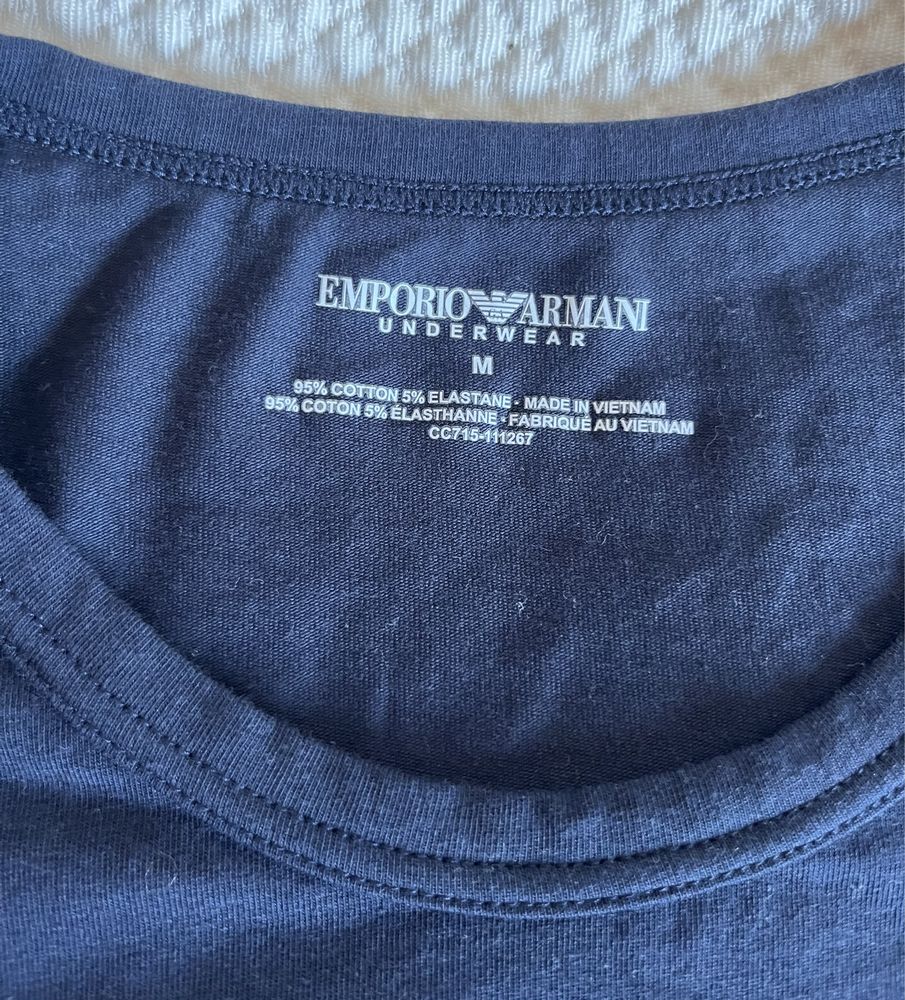 EMPORIO ARMANI
UNDERWEAR
M
95% COTTON 5% ELASTANE - MADE IN VIETNAM
95% COTON 5% ÉLASTHANNE - FABRIQUÉ AU VIETNAM
CC715-111267